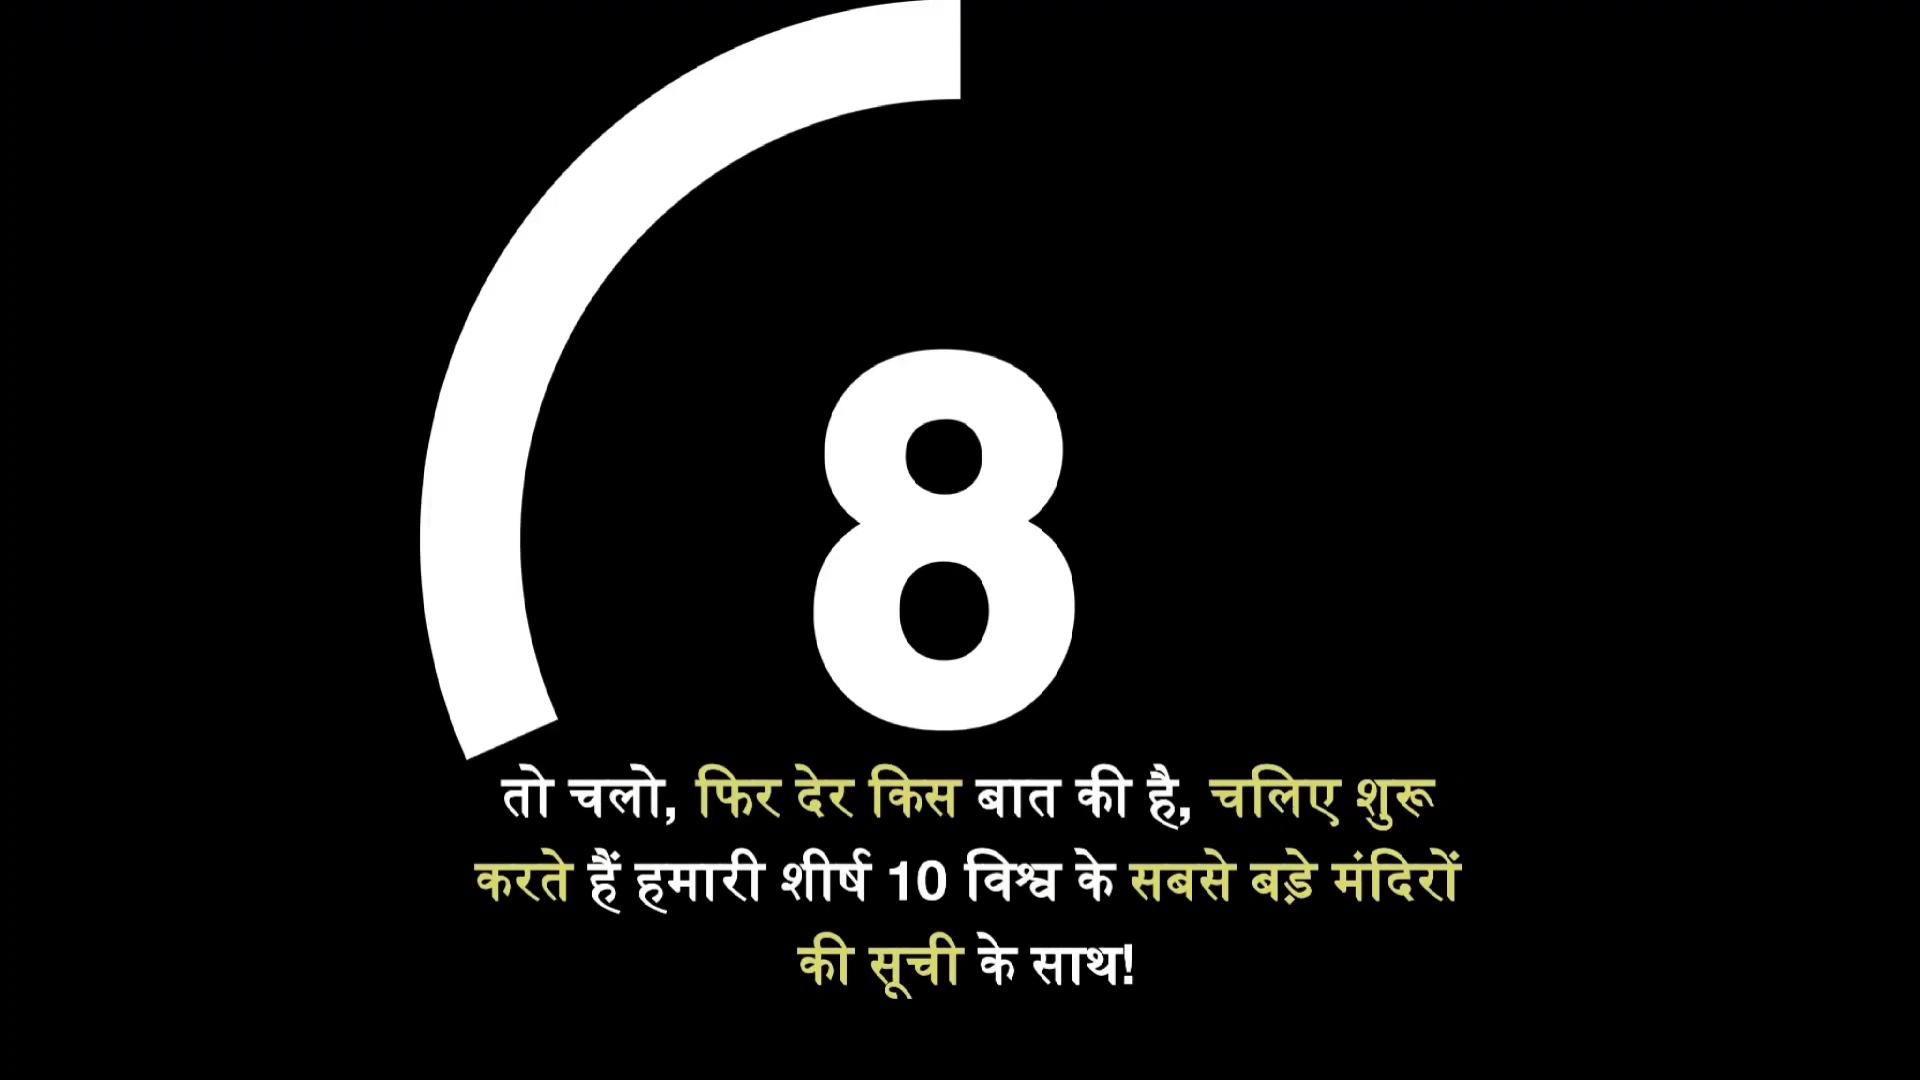 8
तो चलो, फिर देर किस बात की है, चलिए शुरू
करते हैं हमारी शीर्ष 10 विश्व के सबसे बड़े मंदिरों
की सूची के साथ!